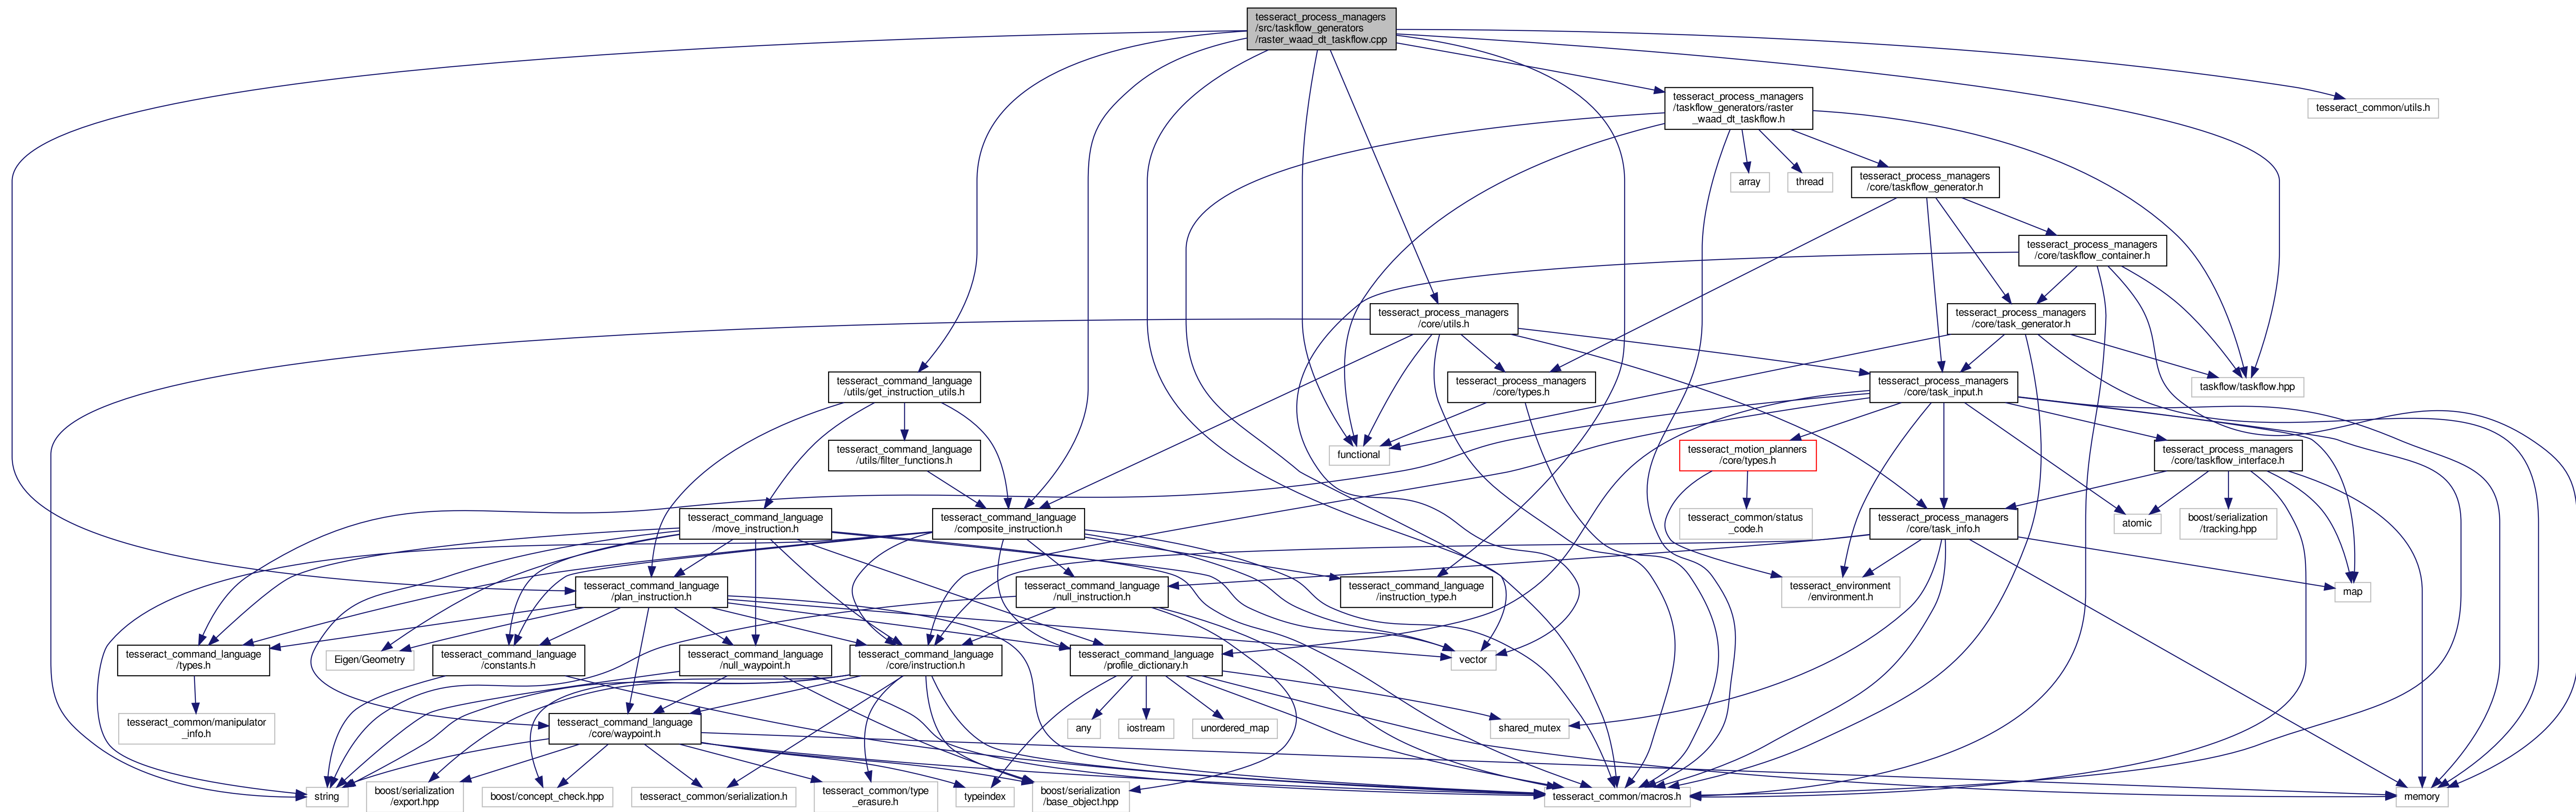 tesseract_process_managers
/src/taskflow_generators
/raster_waad_dt_taskflow.cpp
tesseract_process_managers
/taskflow_generators/raster
_waad_dt_taskflow.h
tesseract_common/utils.h
array
thread
tesseract_process_managers
/core/taskflow_generator.h
tesseract_process_managers
/core/taskflow_container.h
tesseract_process_managers
/core/utils.h
tesseract_process_managers
/core/task_generator.h
tesseract_command_language
/utils/get_instruction_utils.h
tesseract_process_managers
/core/types.h
tesseract_process_managers
/core/task_input.h
taskflow/taskflow.hpp
tesseract_command_language
/utils/filter_functions.h
functional
tesseract_motion_planners
/core/types.h
tesseract_process_managers
/core/taskflow_interface.h
tesseract_command_language
/move_instruction.h
tesseract_command_language
/composite_instruction.h
tesseract_common/status
_code.h
tesseract_process_managers
/core/task_info.h
atomic
boost/serialization
/tracking.hpp
tesseract_command_language
/plan_instruction.h
tesseract_command_language
/null_instruction.h
tesseract_command_language
/instruction_type.h
tesseract_environment
/environment.h
map
tesseract_command_language
/types.h
Eigen/Geometry
tesseract_command_language
/constants.h
tesseract_command_language
/null_waypoint.h
tesseract_command_language
/core/instruction.h
tesseract_command_language
/profile_dictionary.h
vector
tesseract_common/manipulator
_info.h
tesseract_command_language
/core/waypoint.h
any
iostream
unordered_map
shared_mutex
string
boost/serialization
/export.hpp
boost/concept_check.hpp
tesseract_common/serialization.h
tesseract_common/type
_erasure.h
typeindex
boost/serialization
/base_object.hpp
tesseract_common/macros.h
memory